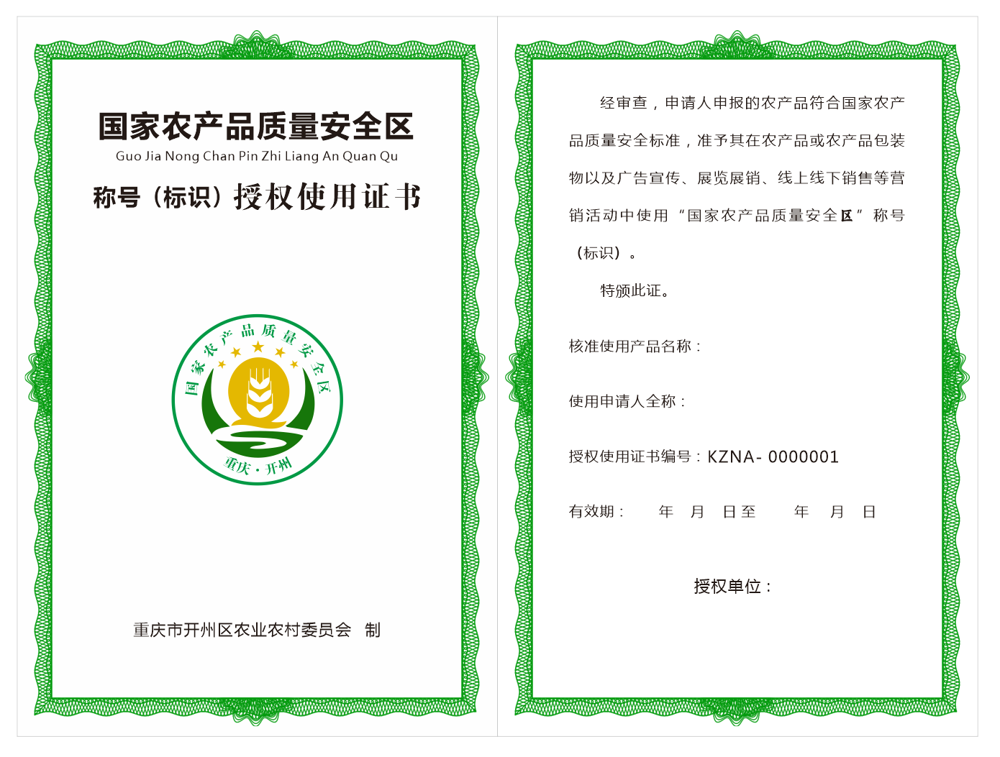 国家农产品质量安全区
Guo Jia Nong Chan Pin Zhi Liang An Quan Qu
称号（标识）授权使用证书
国家农产品质量安全区
重庆·开州
重庆市开州区农业农村委员会 制
经审查，申请人申报的农产品符合国家农产
品质量安全标准，准予其在农产品或农产品包装
物以及广告宣传、展览展销、线上线下销售等营
销活动中使用“国家农产品质量安全区”称号
（标识）。
特颁此证。
核准使用产品名称：
使用申请人全称：
授权使用证书编号：KZNA- 0000001
有效期： 年 月 日至 年 月 日
授权单位：